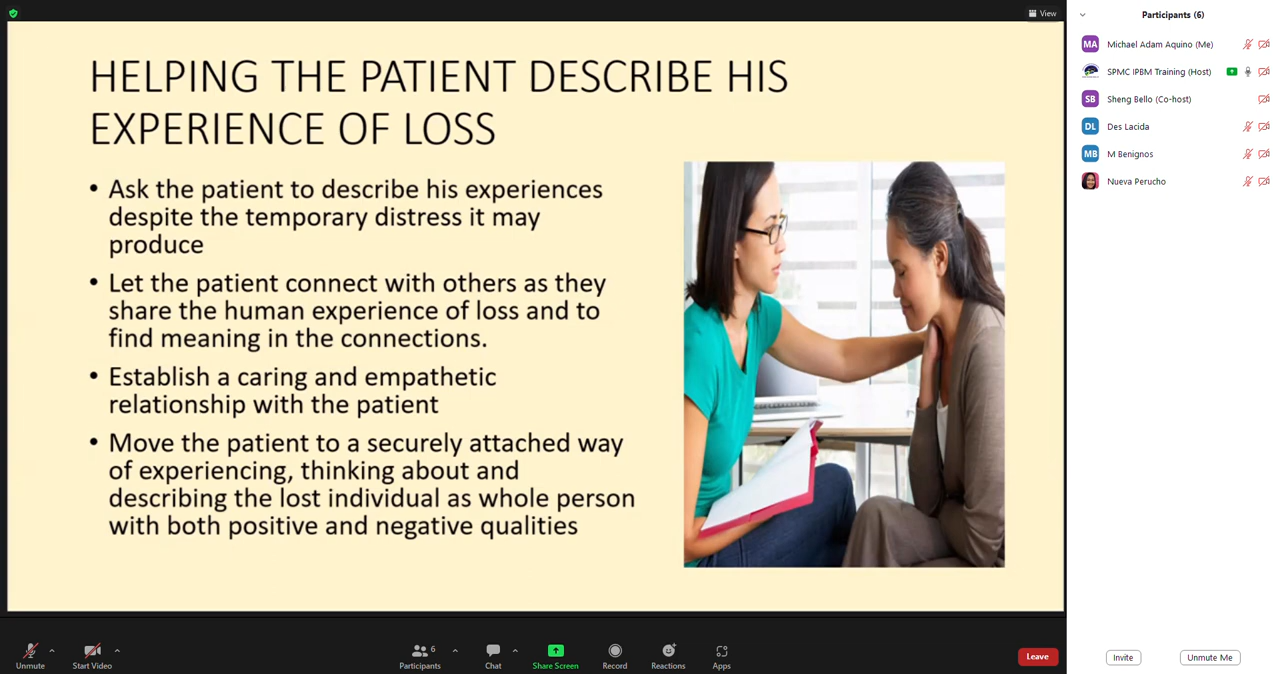 View
HELPING THE PATIENT DESCRIBE HIS
EXPERIENCE OF LOSS
• Ask the patient to describe his experiences
despite the temporary distress it may
produce
• Let the patient connect with others as they
share the human experience of loss and to
find meaning in the connections.
• Establish a caring and empathetic
relationship with the patient
• Move the patient to a securely attached way
of experiencing, thinking about and
describing the lost individual as whole person
with both positive and negative qualities
Participants (6)
MA Michael Adam Aquino (Me)
SPMC IPBM Training (Host)
SB Sheng Bello (Co-host)
DL Des Lacida
MB M Benignos
Nueva Perucho
Unmute
Start Video
Participants 6
Chat
Share Screen
Record
Reactions
Apps
Leave
Invite
Unmute Me